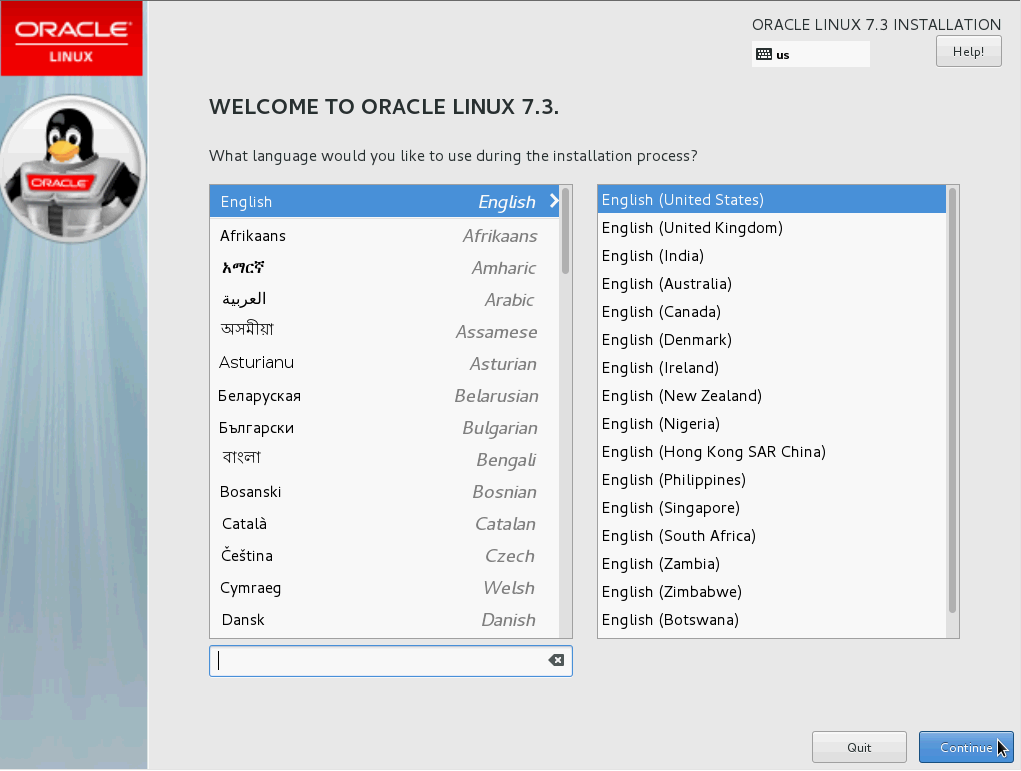 ORACLE
LINUX
ORACLE
ORACLE LINUX 7.3 INSTALLATION
us
Help!
WELCOME TO ORACLE LINUX 7.3.
What language would you like to use during the installation process?
English English
Afrikaans Afrikaans
አማርኛ Amharic
العربية Arabic
অসমীয়া Assamese
Asturianu Asturian
Беларуская Belarusian
Български Bulgarian
বাংলা Bengali
Bosanski Bosnian
Català Catalan
Čeština Czech
Cymraeg Welsh
Dansk Danish
English (United States)
English (United Kingdom)
English (India)
English (Australia)
English (Canada)
English (Denmark)
English (Ireland)
English (New Zealand)
English (Nigeria)
English (Hong Kong SAR China)
English (Philippines)
English (Singapore)
English (South Africa)
English (Zambia)
English (Zimbabwe)
English (Botswana)
Quit
Continue